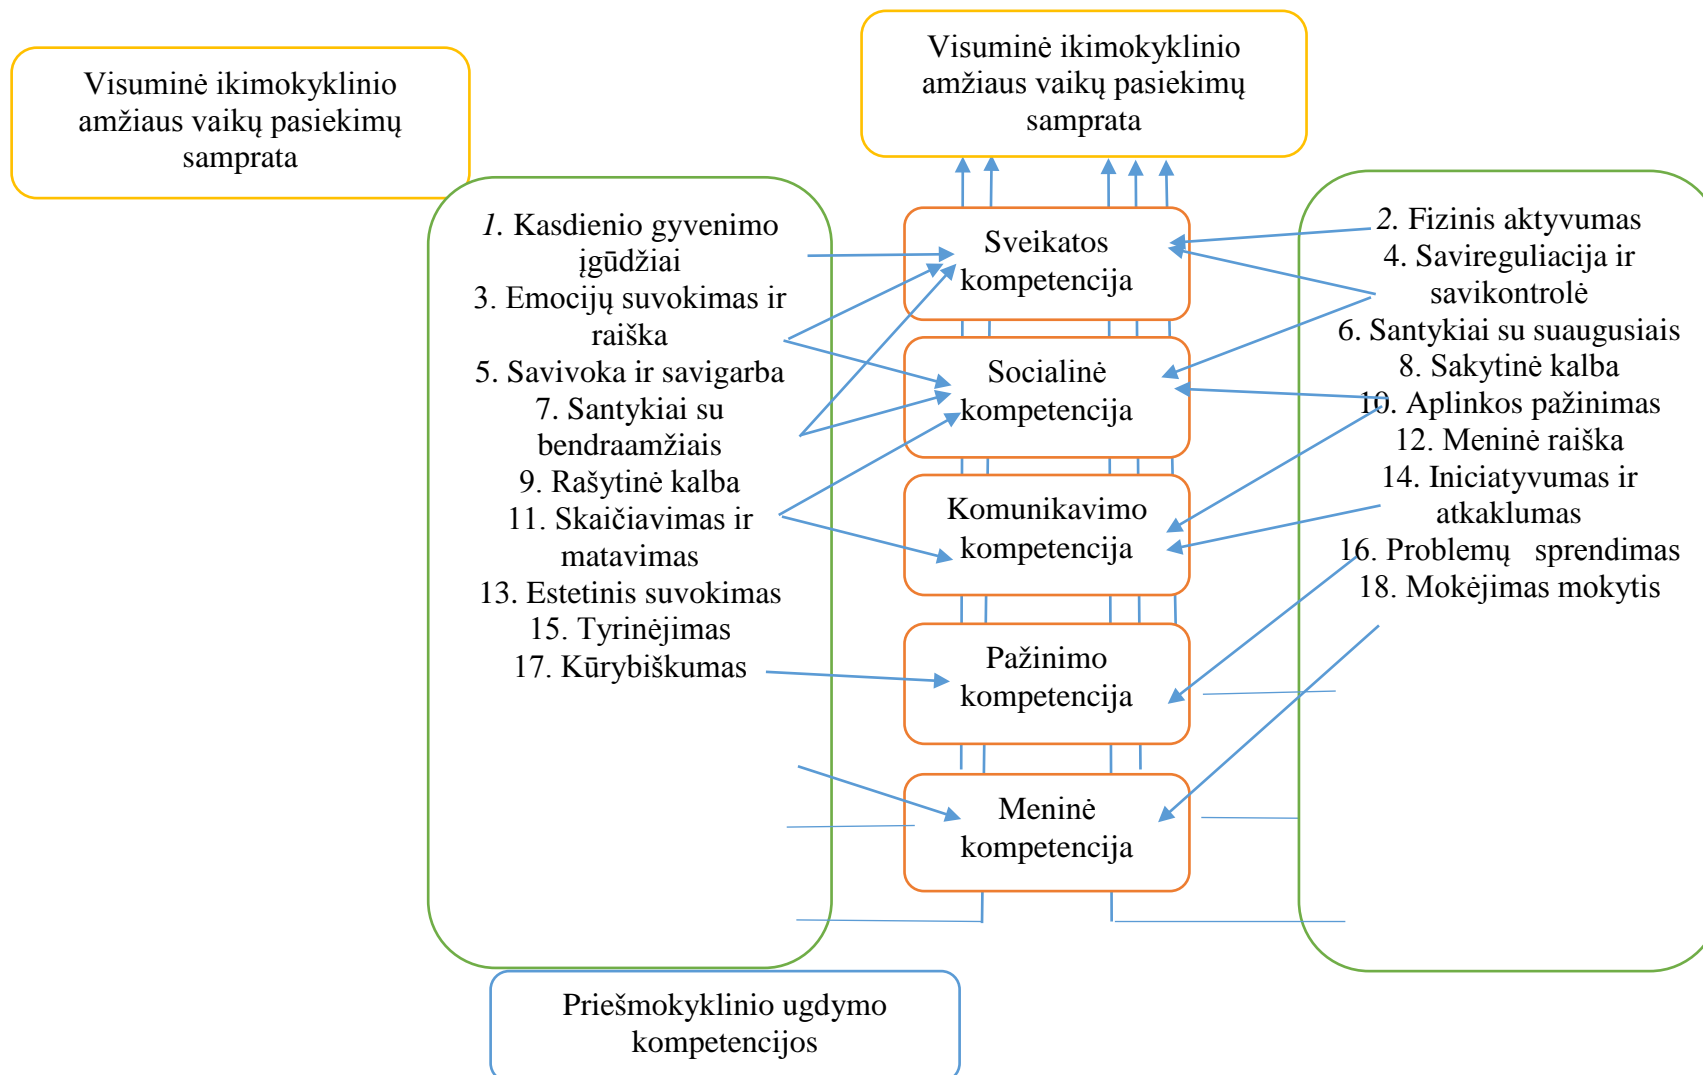 Visuminė ikimokyklinio
amžiaus vaikų pasiekimų
samprata
Visuminė ikimokyklinio
amžiaus vaikų pasiekimų
samprata
1. Kasdienio gyvenimo
įgūdžiai
3. Emocijų suvokimas ir
raiška
5. Savivoka ir savigarba
7. Santykiai su
bendraamžiais
9. Rašytinė kalba
11. Skaičiavimas ir
matavimas
13. Estetinis suvokimas
15. Tyrinėjimas
17. Kūrybiškumas
Sveikatos
kompetencija
Socialinė
kompetencija
Komunikavimo
kompetencija
Pažinimo
kompetencija
Meninė
kompetencija
2. Fizinis aktyvumas
4. Savireguliacija ir
savikontrolė
6. Santykiai su suaugusiais
8. Sakytinė kalba
10. Aplinkos pažinimas
12. Meninė raiška
14. Iniciatyvumas ir
atkaklumas
16. Problemų sprendimas
18. Mokėjimas mokytis
Priešmokyklinio ugdymo
kompetencijos